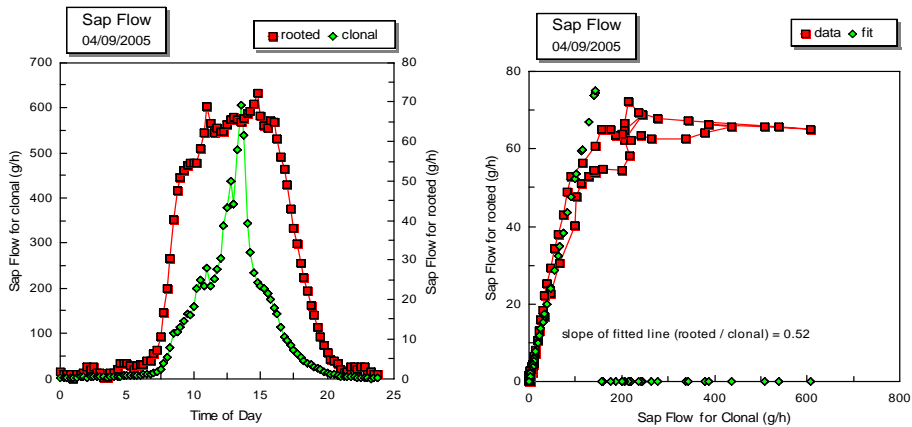 Sap Flow
04/09/2005
rooted clonal
700
600
500
400
300
200
100
0
80
70
60
50
40
30
20
10
0
0 5 10 15 20 25
Sap Flow for clonal (g/h)
Sap Flow for rooted (g/h)
Time of Day
Sap Flow
04/09/2005
data fit
80
60
40
20
0
0 200 400 600 800
Sap Flow for rooted (g/h)
slope of fitted line (rooted / clonal) = 0.52
Sap Flow for Clonal (g/h)